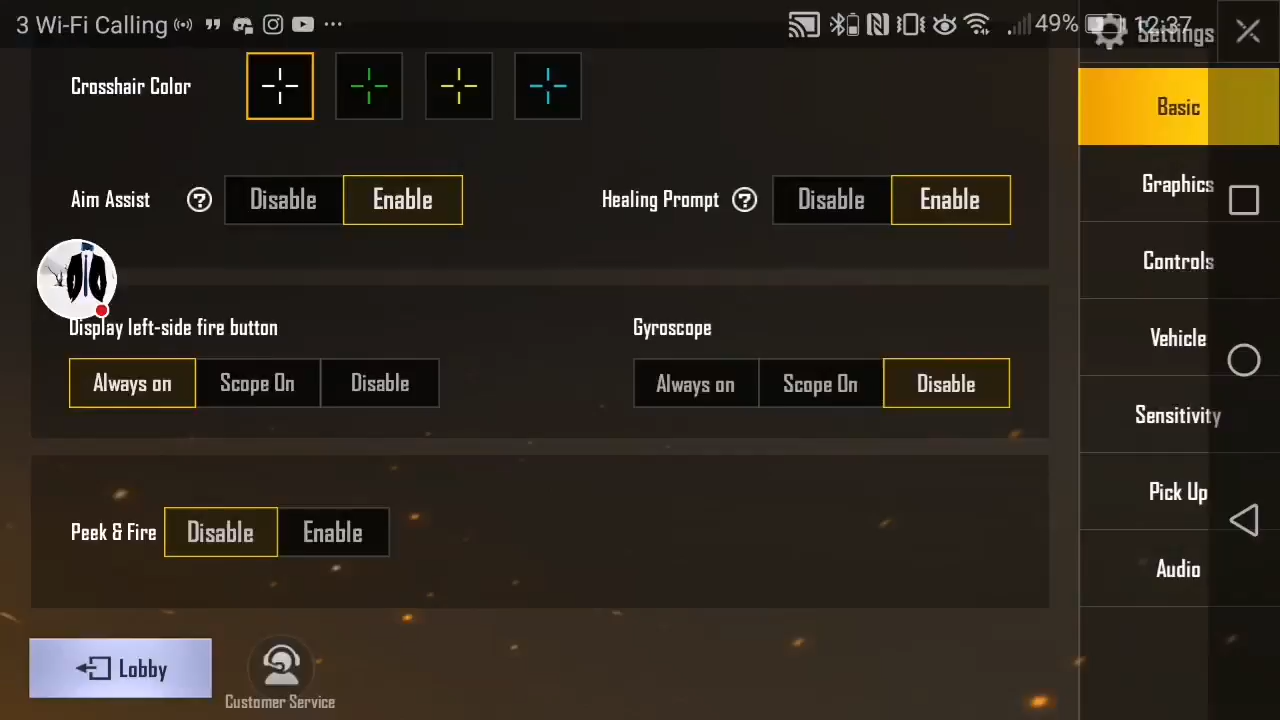 3 Wi-Fi Calling ... 49% 12:37
Settings
Crosshair Color
Basic
Aim Assist ? Disable Enable Healing Prompt ? Disable Enable
Graphics
Controls
Display left-side fire button Gyroscope
Vehicle
Always on Scope On Disable Always on Scope On Disable
Sensitivity
Pick Up
Peek & Fire Disable Enable
Audio
Lobby
Customer Service